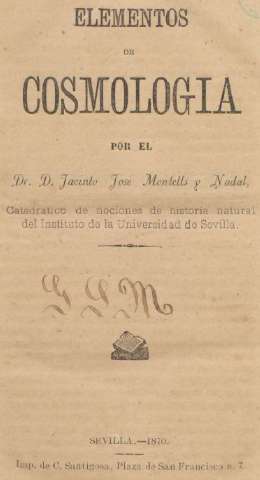 ELEMENTOS
DE
COSMOLOGIA
POR EL
Dr. D. Jacinto José Montells y Nadal,
Catedrático de nociones de historia natural
del Instituto de la Universidad de Sevilla.
G G M
SEVILLA.—1870.
Imp. de C. Santigosa, Plaza de San Francisco n. 7.